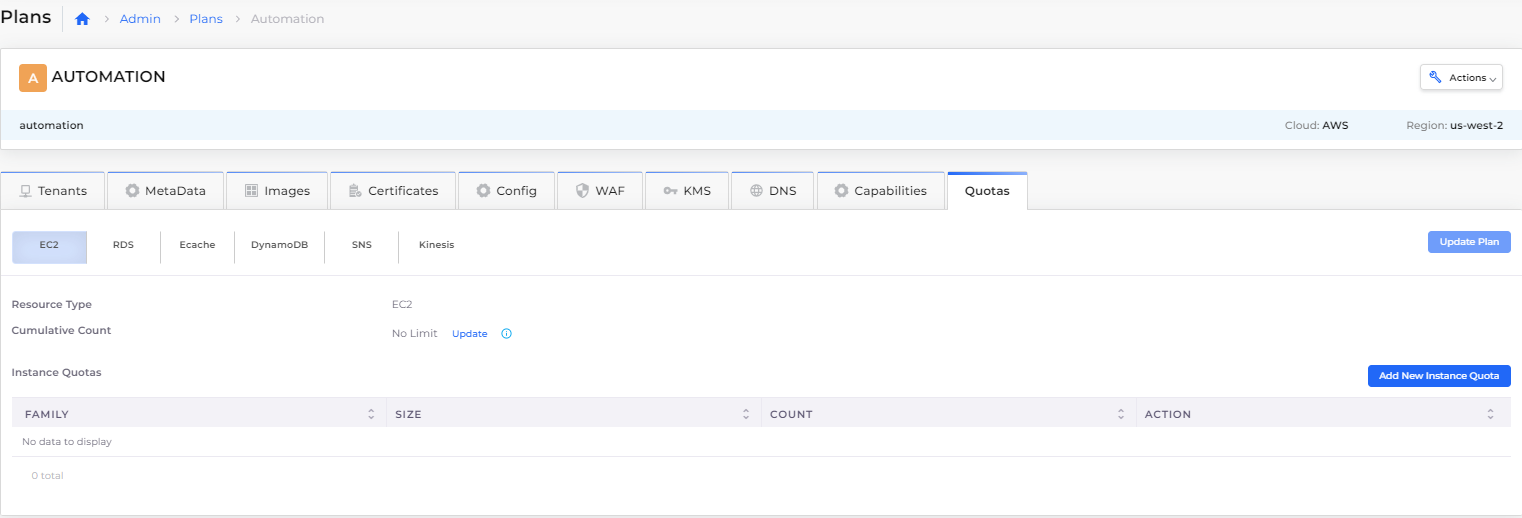 Plans > Admin > Plans > Automation
A AUTOMATION
Actions
automation Cloud: AWS Region: us-west-2
Tenants MetaData Images Certificates Config WAF KMS DNS Capabilities Quotas
EC2 RDS Ecache DynamoDB SNS Kinesis Update Plan
Resource Type EC2
Cumulative Count No Limit Update
Instance Quotas Add New Instance Quota
FAMILY SIZE COUNT ACTION
No data to display
0 total